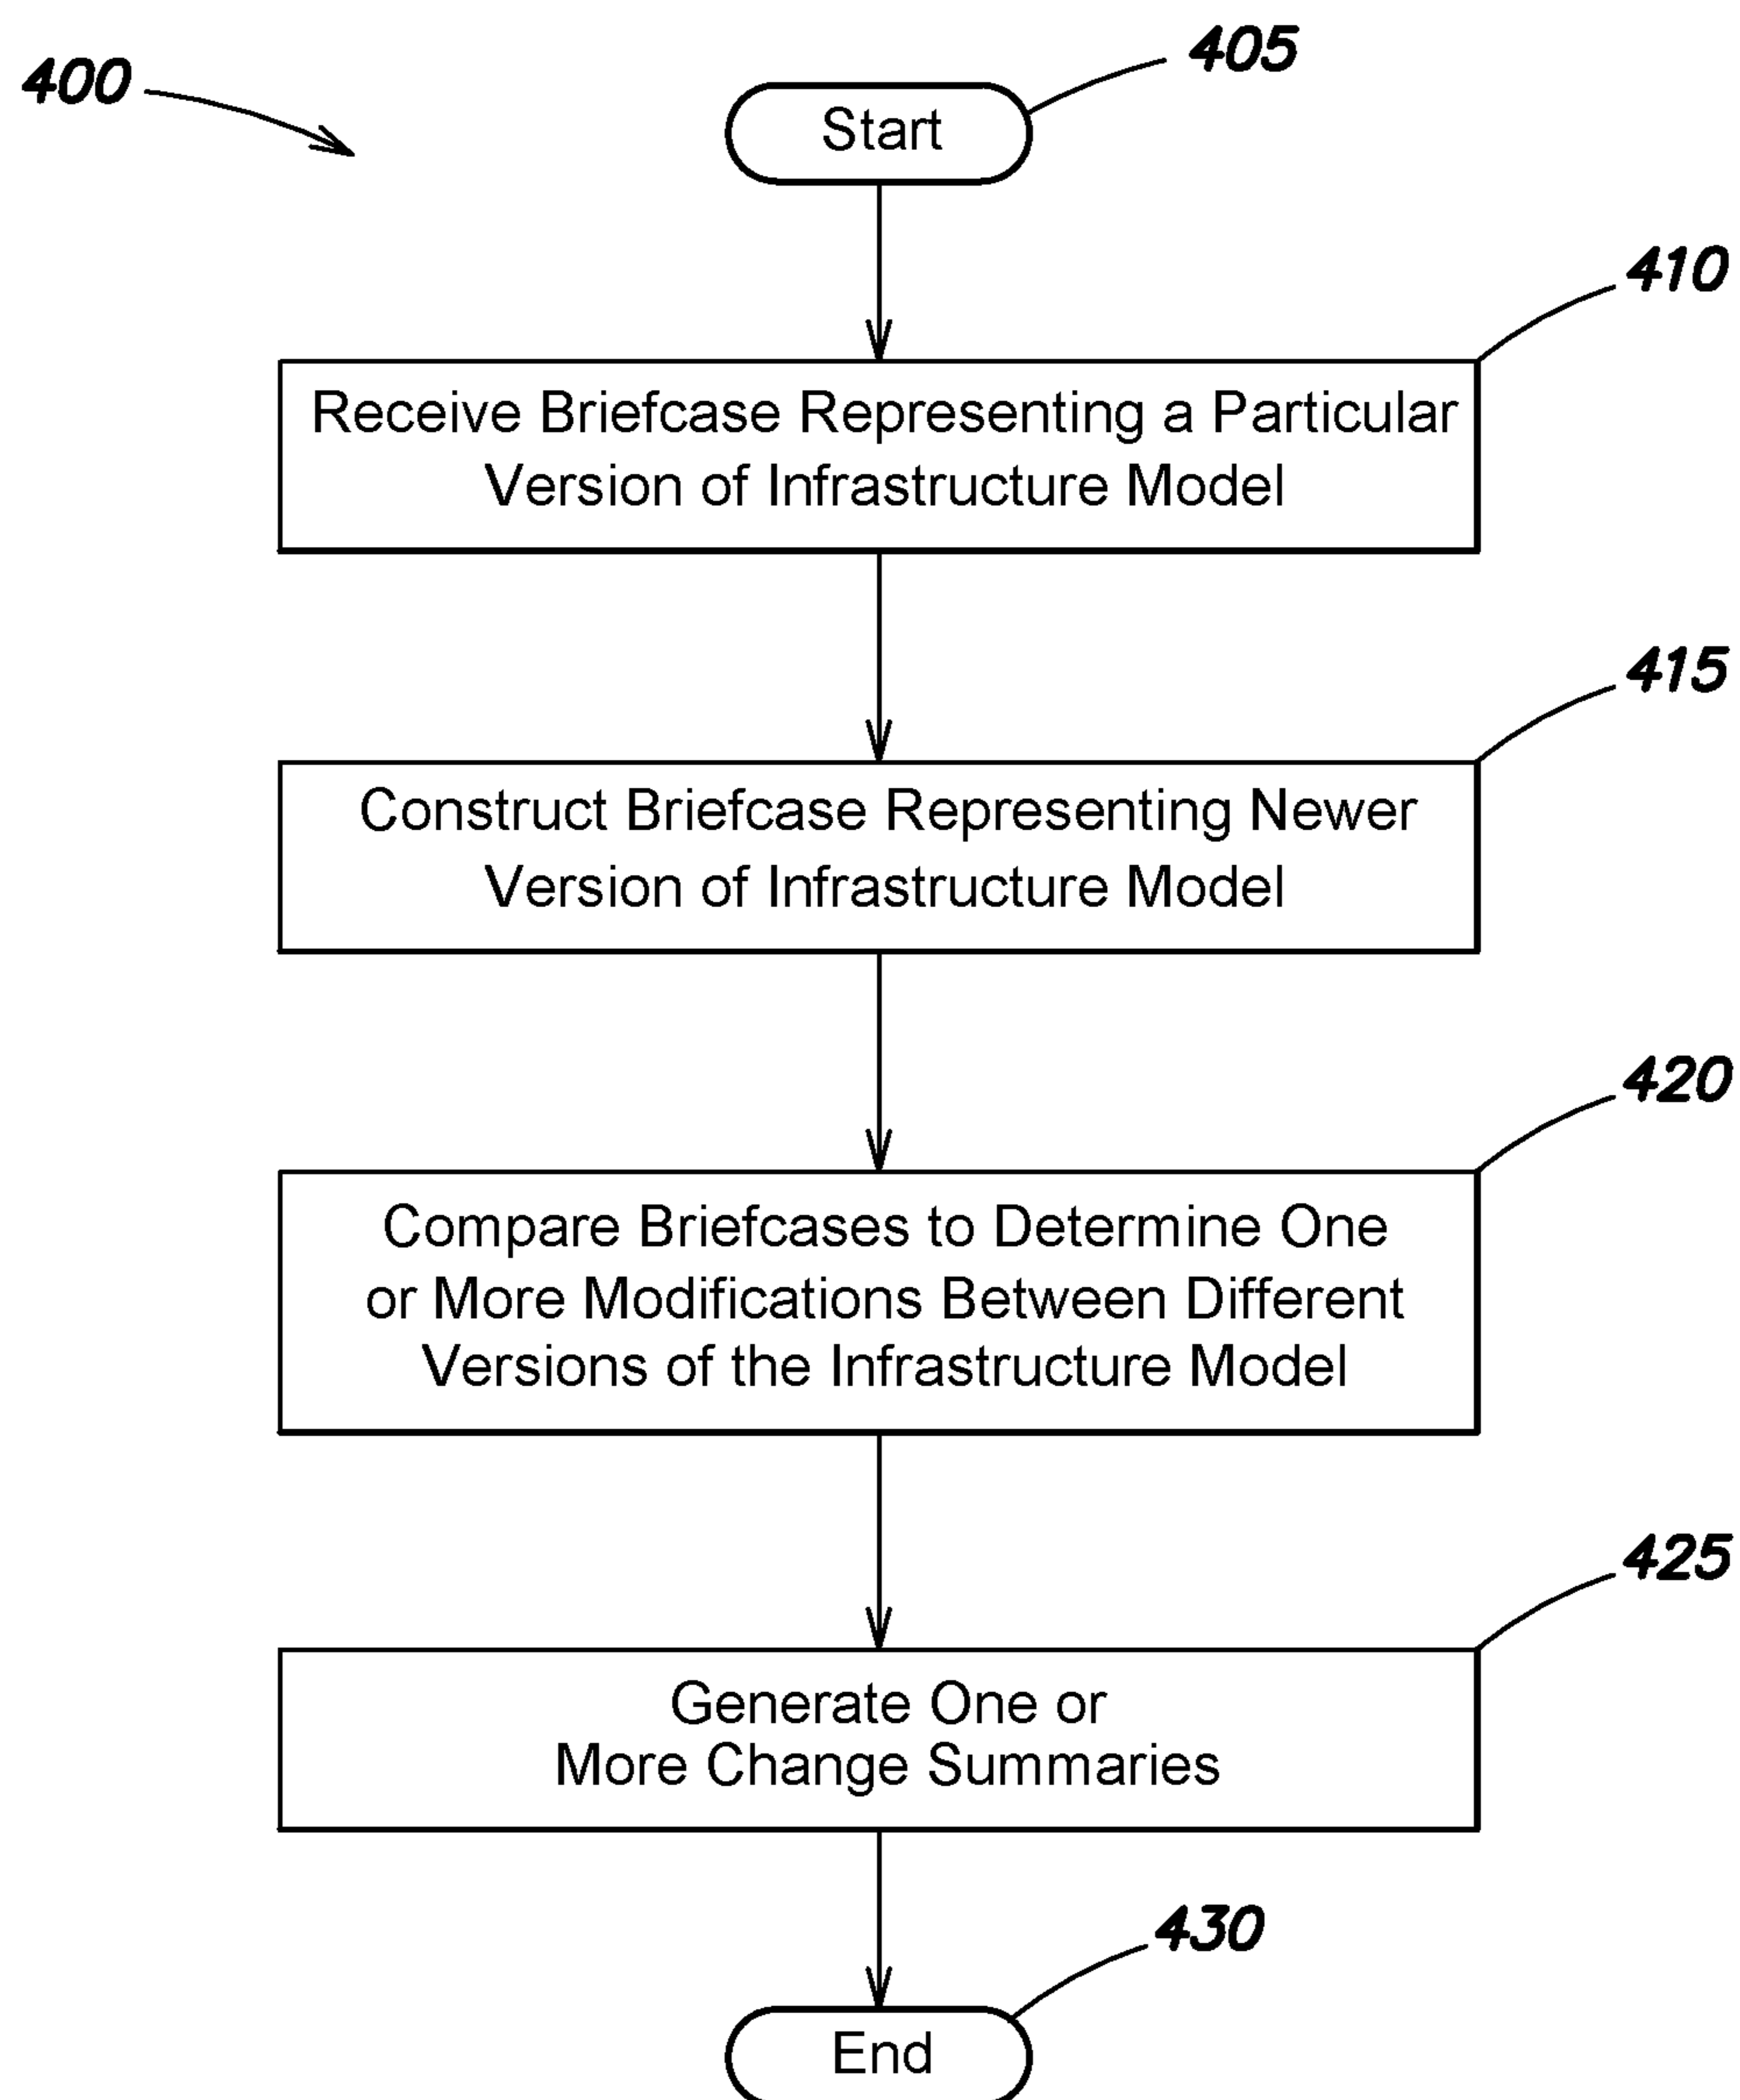 400
405
Start
410
Receive Briefcase Representing a Particular
Version of Infrastructure Model
415
Construct Briefcase Representing Newer
Version of Infrastructure Model
420
Compare Briefcases to Determine One
or More Modifications Between Different
Versions of the Infrastructure Model
425
Generate One or
More Change Summaries
430
End